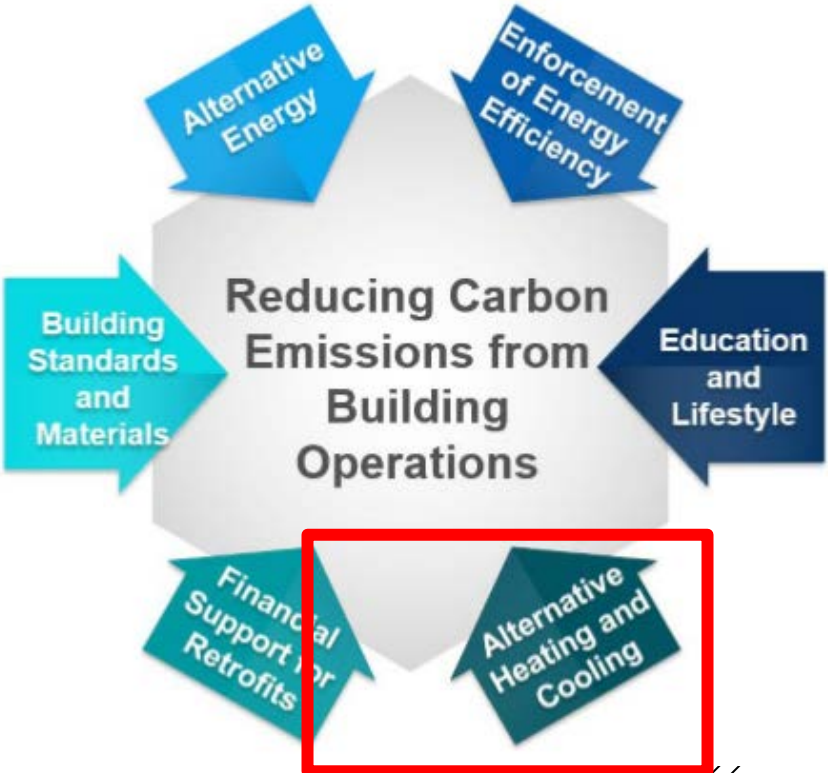 Alternative
Energy
Enforcement
of Energy
Efficiency
Building
Standards
and
Materials
Reducing Carbon
Emissions from
Building
Operations
Education
and
Lifestyle
Financial
Support for
Retrofits
Alternative
Heating and
Cooling